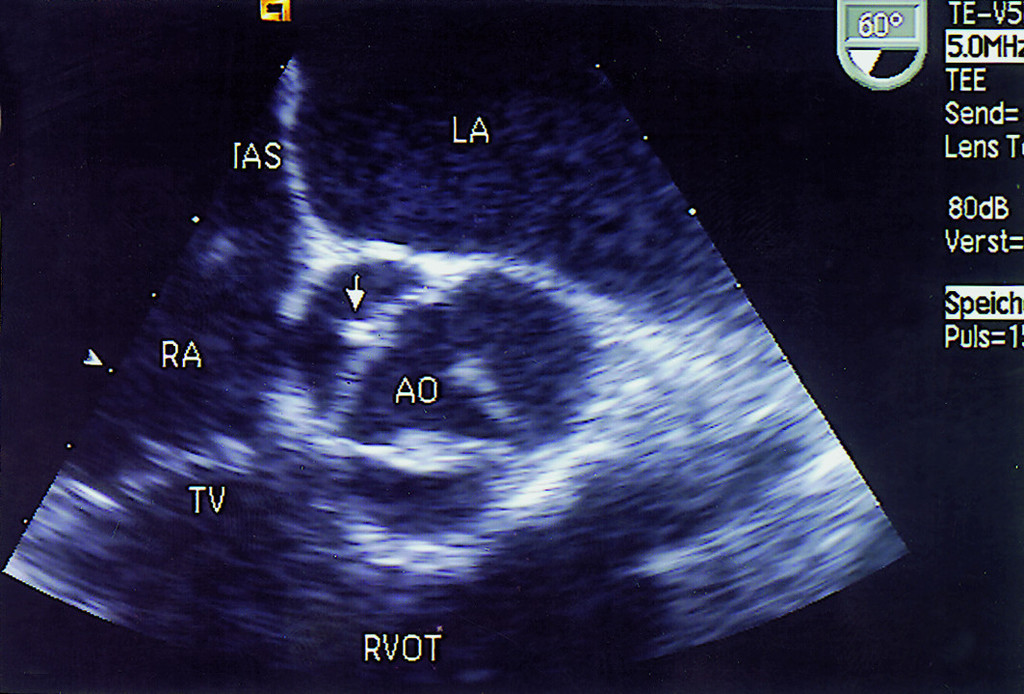 60°
TE-V5
5.0MHz
TEE
Send=
Lens T
80dB
Verst=
Speich
Puls=1
LA
IAS
RA
AO
TV
RVOT